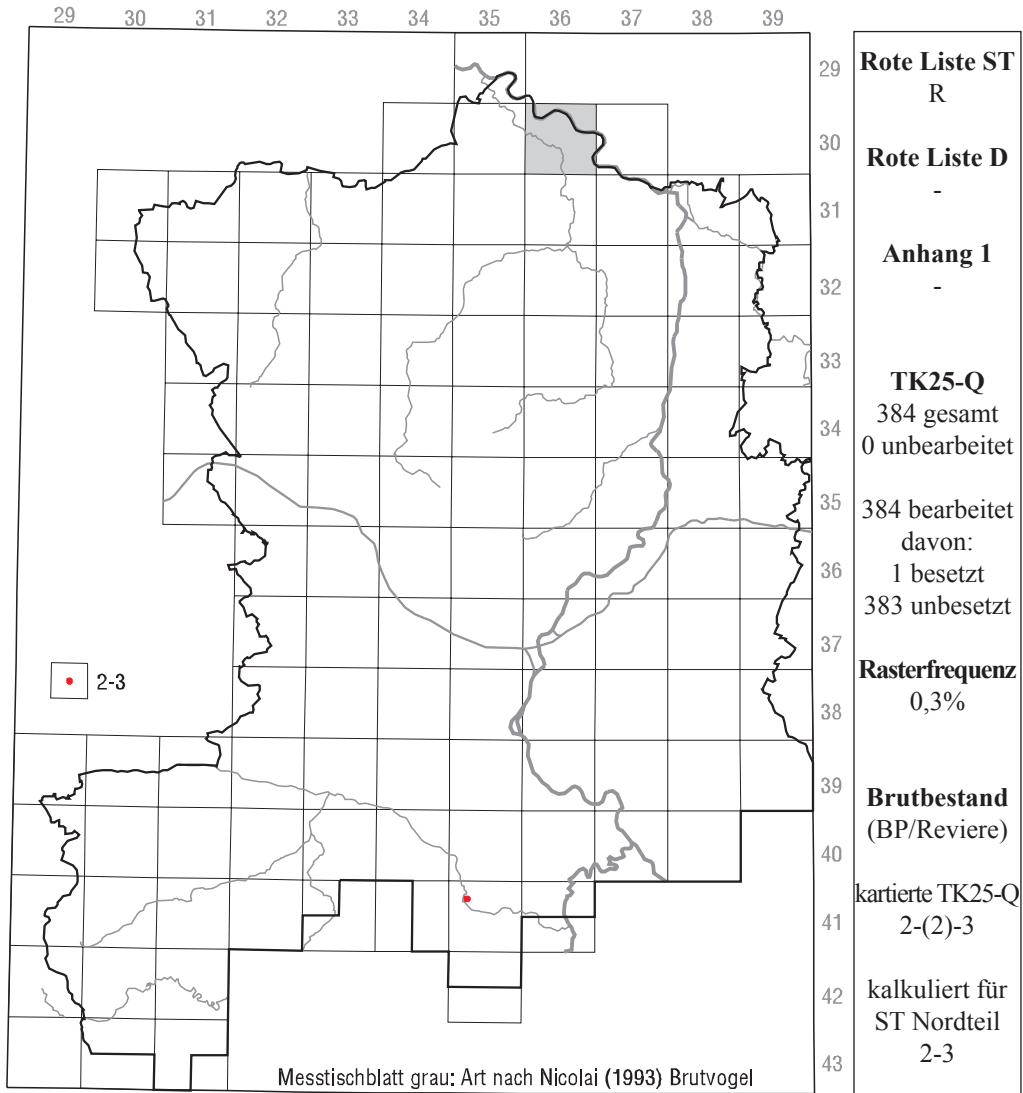 29 30 31 32 33 34 35 36 37 39
29
30
31
32
33
34
35
36
37
38
39
40
41
42
43
2-3
Messtischblatt grau: Art nach Nicolai (1993) Brutvogel
Rote Liste ST
R
Rote Liste D
-
Anhang 1
-
TK25-Q
384 gesamt
0 unbearbeitet
384 bearbeitet
davon:
1 besetzt
383 unbesetzt
Rasterfrequenz
0,3%
Brutbestand
(BP/Reviere)
kartierte TK25-Q
2-(2)-3
kalkuliert für
ST Nordteil
2-3